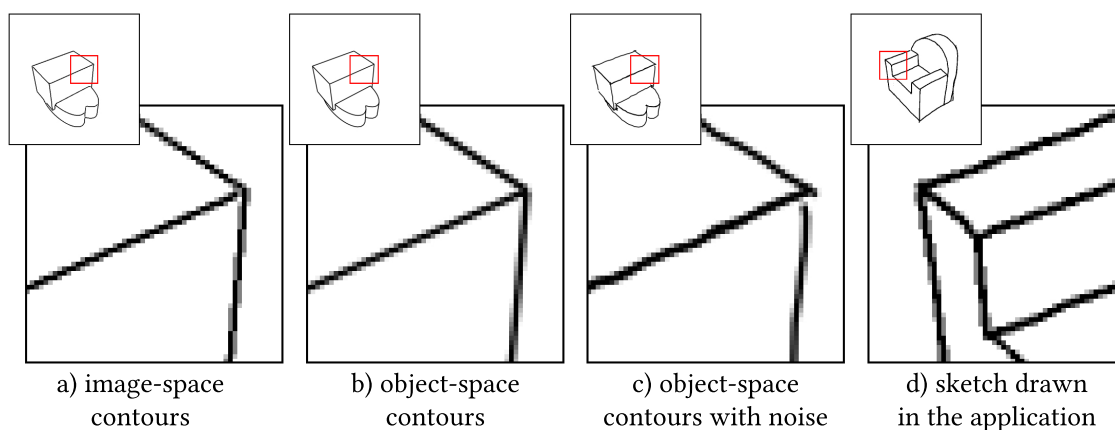 a) image-space
contours
b) object-space
contours
c) object-space
contours with noise
d) sketch drawn
in the application